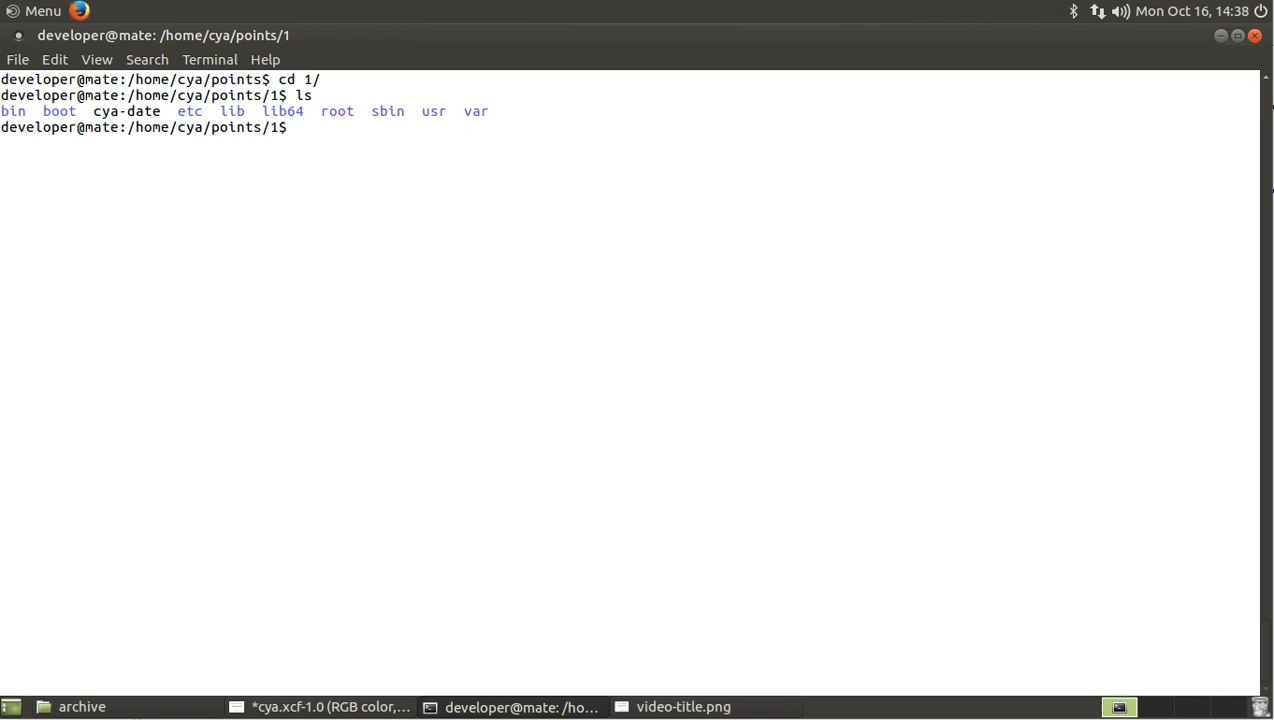 Menu Mon Oct 16, 14:38
developer@mate: /home/cya/points/1
File Edit View Search Terminal Help
developer@mate:/home/cya/points$ cd 1/
developer@mate:/home/cya/points/1$ ls
bin boot cya-date etc lib lib64 root sbin usr var
developer@mate:/home/cya/points/1$
archive *cya.xcf-1.0 (RGB color,... developer@mate: /ho... video-title.png